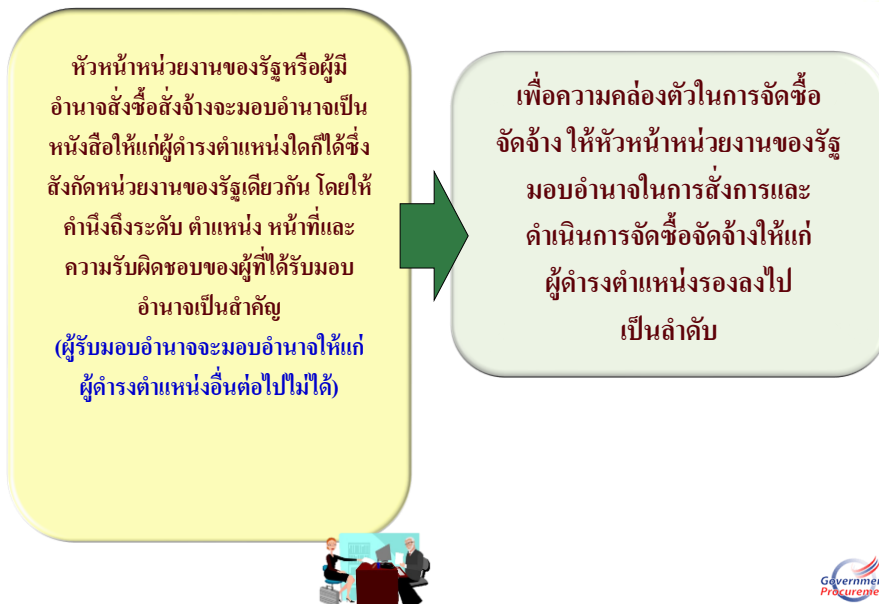 หัวหน้าหน่วยงานของรัฐหรือผู้มี
อำนาจสั่งซื้อสั่งจ้างจะมอบอำนาจเป็น
หนังสือให้แก่ผู้ดำรงตำแหน่งใดก็ได้ซึ่ง
สังกัดหน่วยงานของรัฐเดียวกัน โดยให้
คำนึงถึงระดับ ตำแหน่ง หน้าที่และ
ความรับผิดชอบของผู้ที่ได้รับมอบ
อำนาจเป็นสำคัญ
(ผู้รับมอบอำนาจจะมอบอำนาจให้แก่
ผู้ดำรงตำแหน่งอื่นต่อไปไม่ได้)
เพื่อความคล่องตัวในการจัดซื้อ
จัดจ้าง ให้หัวหน้าหน่วยงานของรัฐ
มอบอำนาจในการสั่งการและ
ดำเนินการจัดซื้อจัดจ้างให้แก่
ผู้ดำรงตำแหน่งรองลงไป
เป็นลำดับ
Governme
Procureme